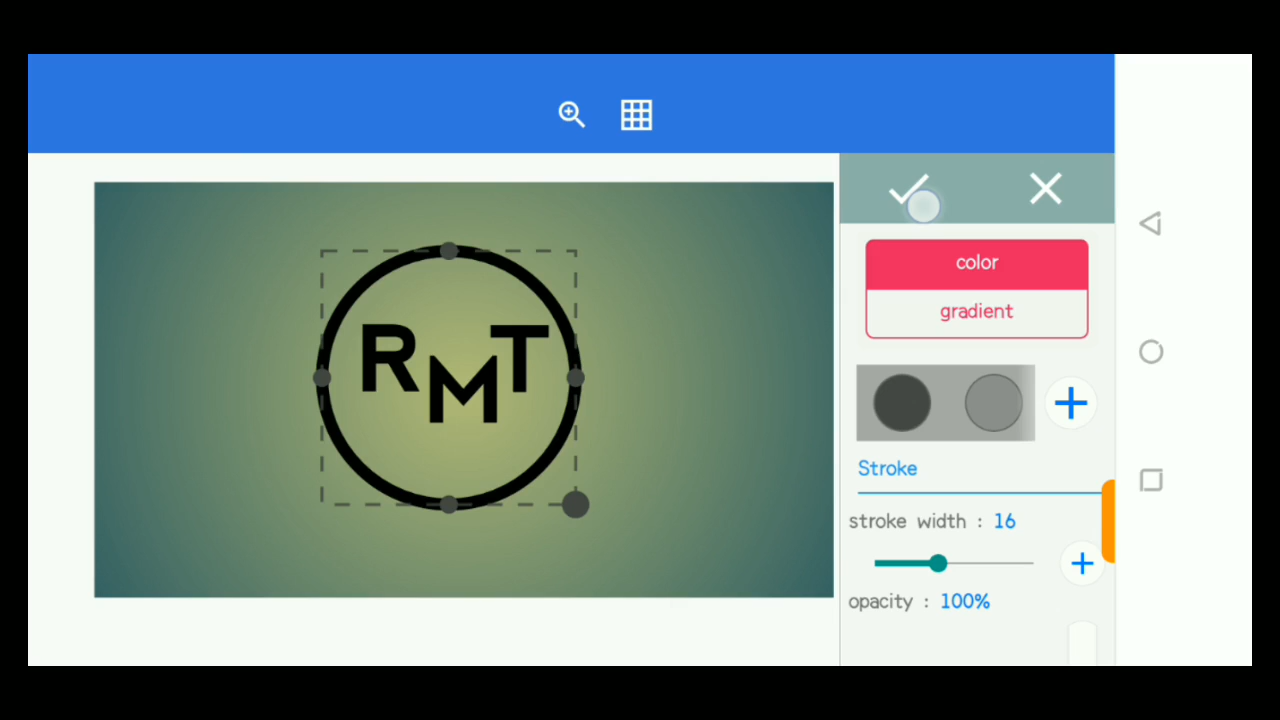 RMT
color
gradient
Stroke
stroke width : 16
opacity : 100%